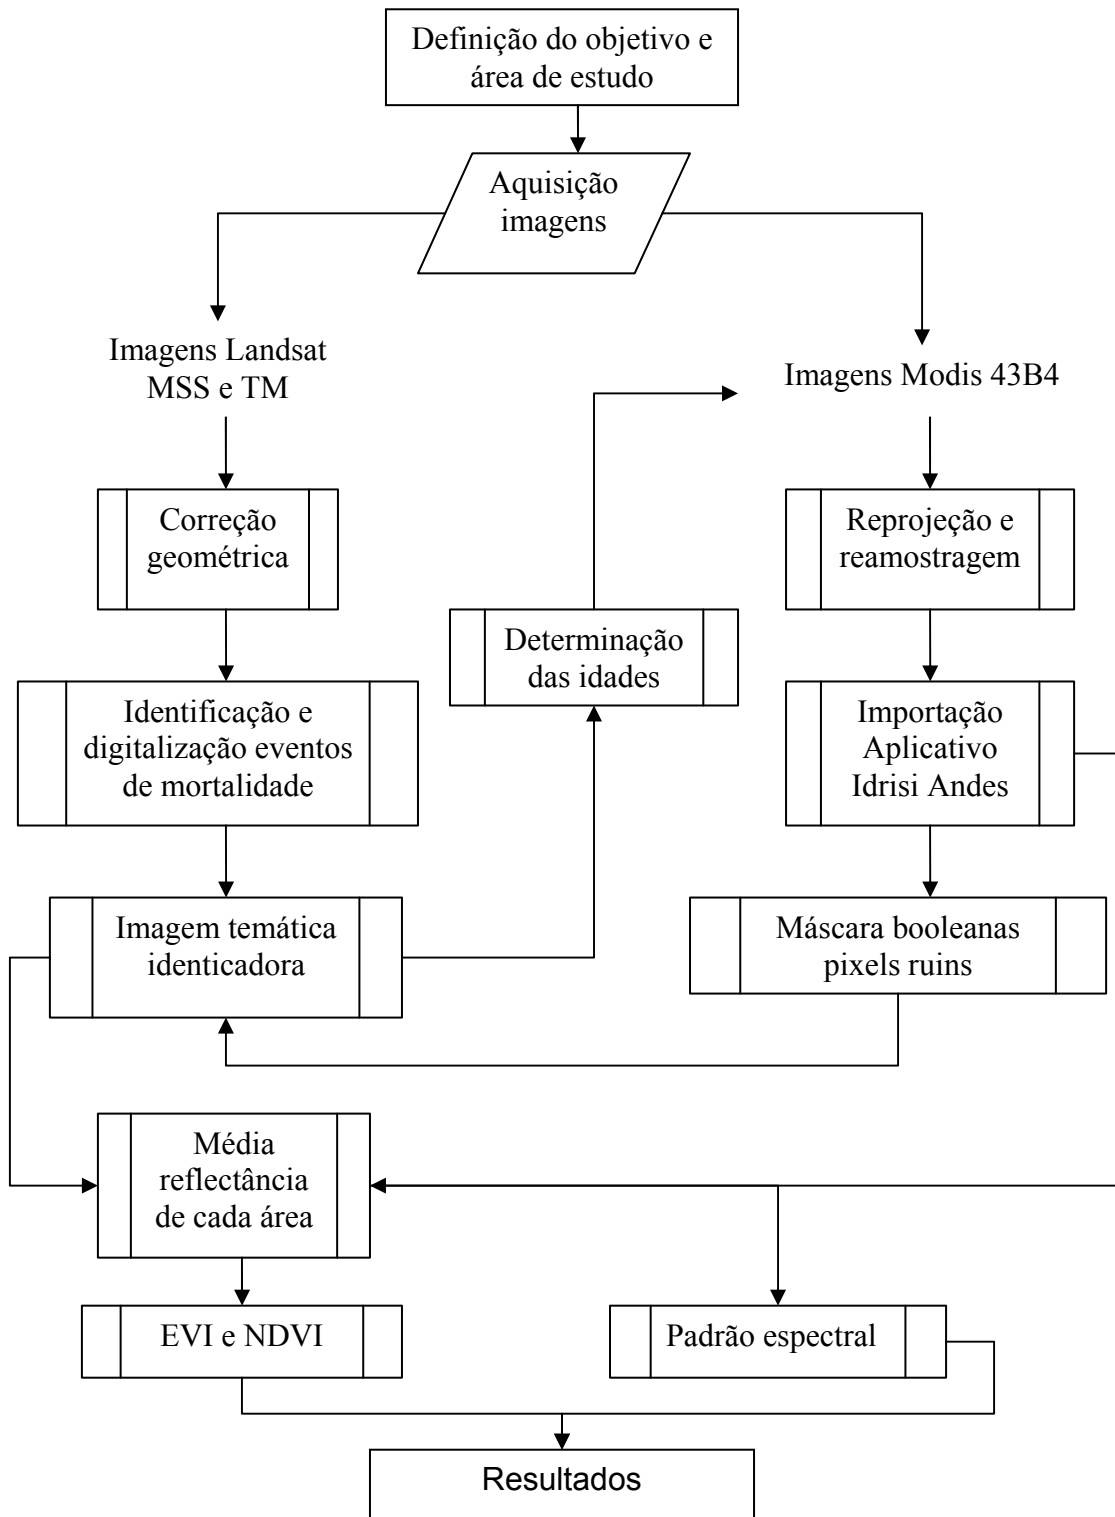 Definição do objetivo e
área de estudo
Aquisição
imagens
Imagens Landsat
MSS e TM
Imagens Modis 43B4
Correção
geométrica
Reprojeção e
reamostragem
Determinação
das idades
Identificação e
digitalização eventos
de mortalidade
Importação
Aplicativo
Idrisi Andes
Imagem temática
identicadora
Máscara booleanas
pixels ruins
Média
reflectância
de cada área
EVI e NDVI
Padrão espectral
Resultados